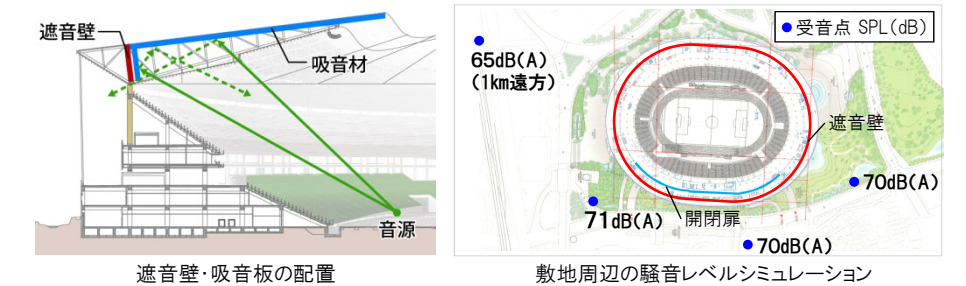 遮音壁
吸音材
音源
遮音壁・吸音板の配置
●受音点 SPL(dB)
65dB(A)
(1km遠方)
遮音壁
70dB(A)
71dB(A)
開閉扉
70dB(A)
敷地周辺の騒音レベルシミュレーション